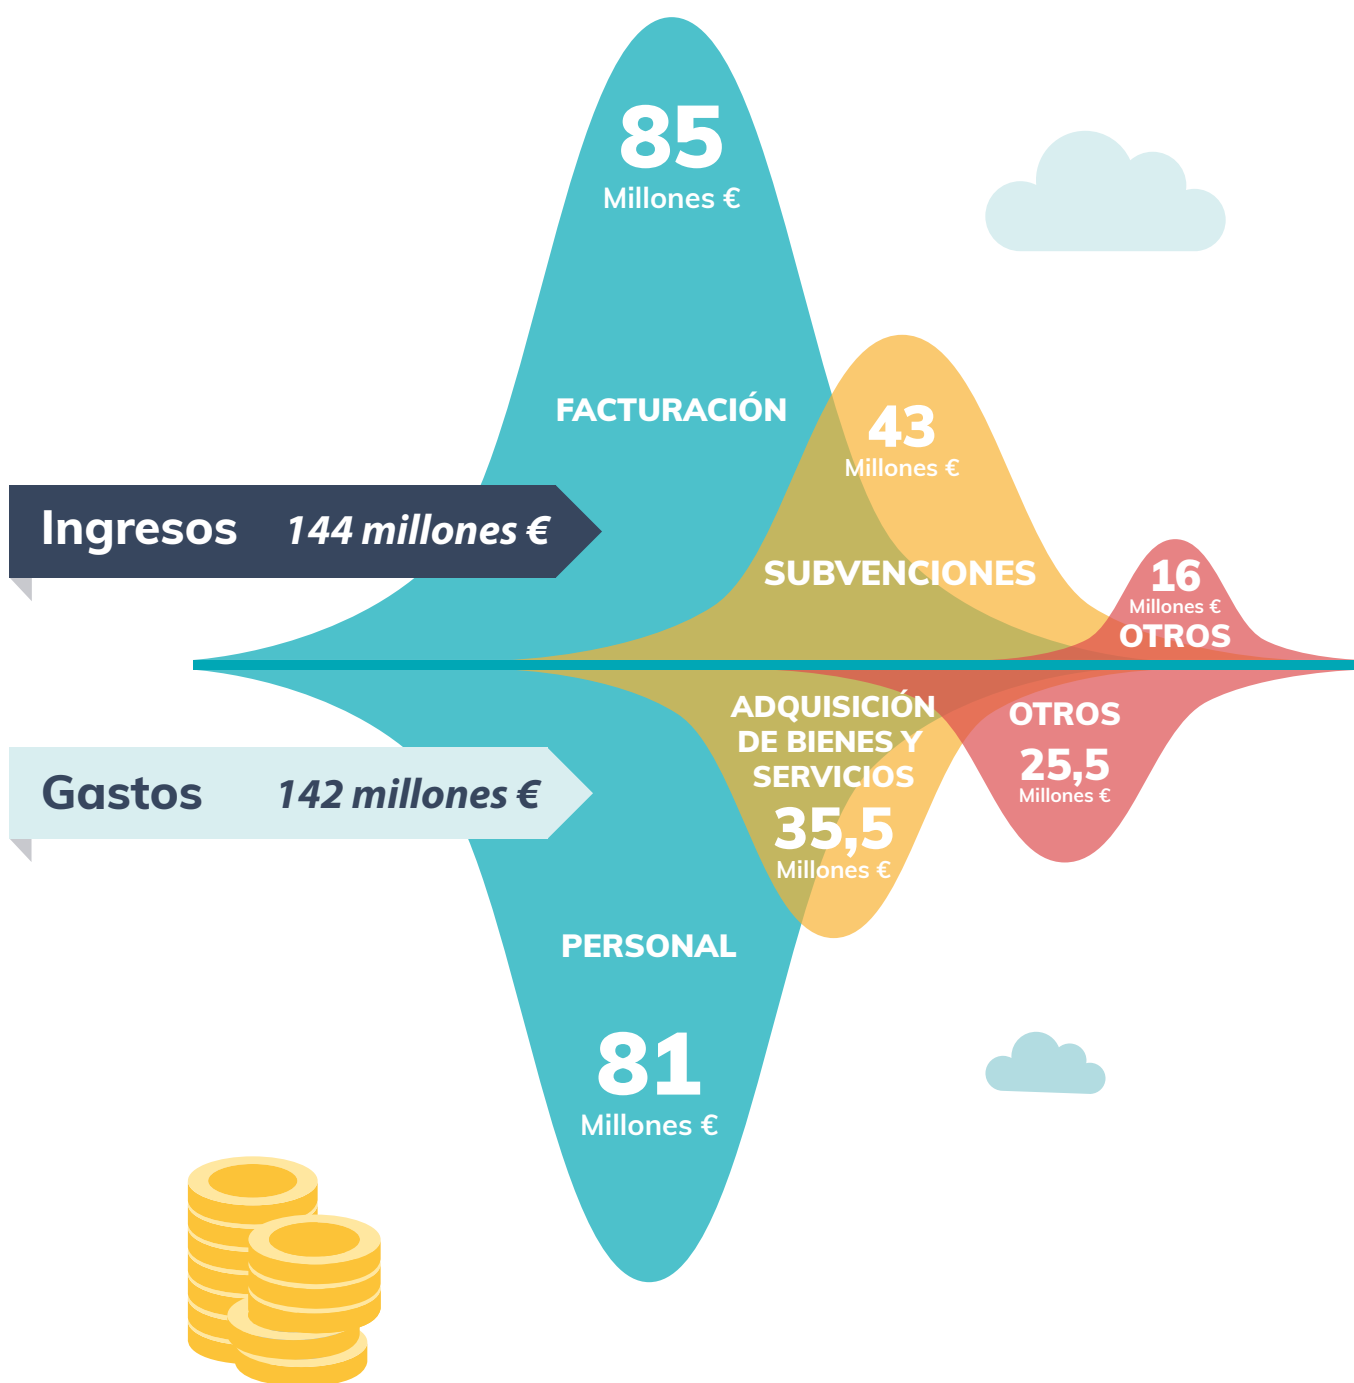 85
Millones €
FACTURACIÓN
43
Millones €
SUBVENCIONES
16
Millones €
OTROS
Ingresos 144 millones €
Gastos 142 millones €
ADQUISICIÓN
DE BIENES Y
SERVICIOS
35,5
Millones €
OTROS
25,5
Millones €
PERSONAL
81
Millones €